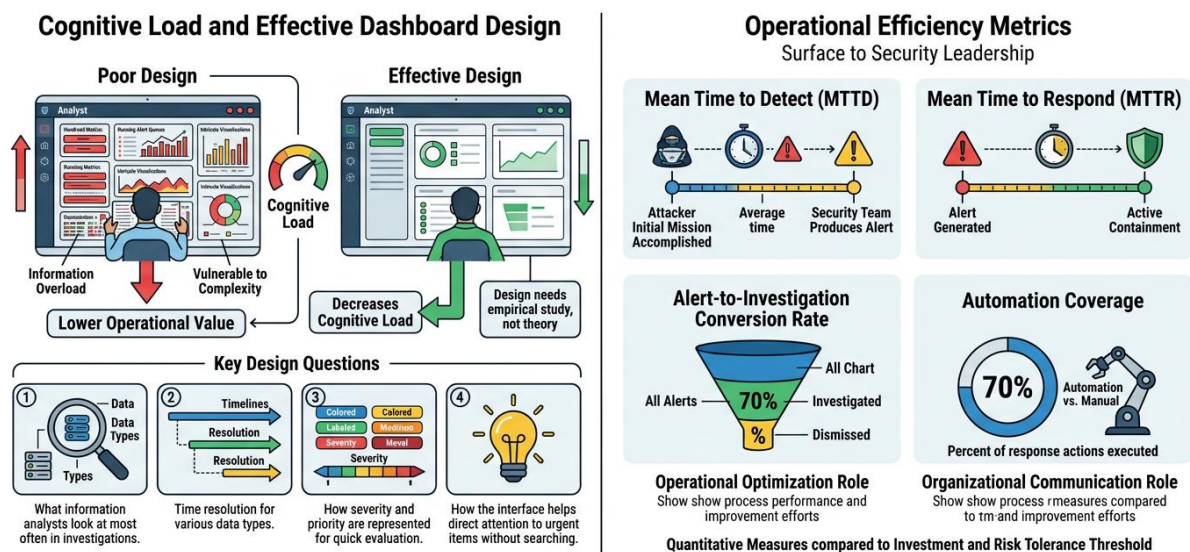 Cognitive Load and Effective Dashboard Design
Poor Design
Effective Design
Analyst
Hundred Metrics
Running Alert Queues
Intricate Visualizations
Running Metrics
Multiple Visualizations
Analyst
Cognitive
Load
Information
Overload
Vulnerable to
Complexity
Lower Operational Value
Decreases
Cognitive Load
Design needs
empirical study,
not theory
Key Design Questions
1
Data
Data
Types
Types
What information
analysts look at most
often in investigations.
2
Timelines
Resolution
Resolution
Time resolution for
various data types.
3
Colored
Calored
Labeled
Severity
Meval
Severity
How severity and
priority are represented
for quick evaluation.
4
How the interface helps
direct attention to urgent
items without searching.
Operational Efficiency Metrics
Surface to Security Leadership
Mean Time to Detect (MTTD)
Attacker
Initial Mission
Accomplished
Average
time
Security Team
Produces Alert
Mean Time to Respond (MTTR)
Alert
Generated
Active
Containment
Alert-to-Investigation
Conversion Rate
All Chart
All Alerts
70%
Investigated
%
Dismissed
Automation Coverage
70%
Automation
vs. Manual
Percent of response actions executed
Operational Optimization Role
Show show process performance and
improvement efforts
Organizational Communication Role
Show show process rmeasures compared
to tm-and improvement efforts
Quantitative Measures compared to Investment and Risk Tolerance Threshold